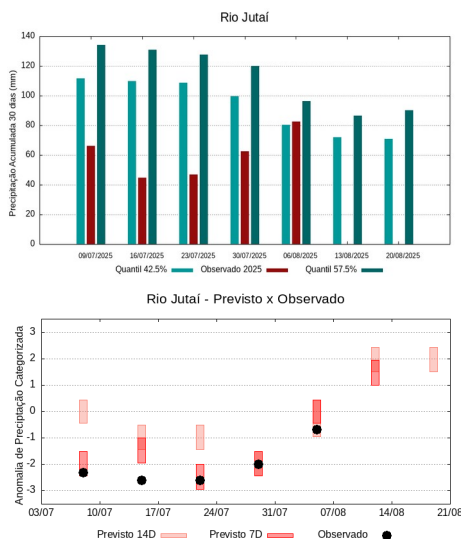 Rio Jutaí
Precipitação Acumulada 30 dias (mm)
140
120
100
80
60
40
20
0
09/07/2025 16/07/2025 23/07/2025 30/07/2025 06/08/2025 13/08/2025 20/08/2025
Quantil 42.5% Observado 2025 Quantil 57.5%
Rio Jutaí - Previsto x Observado
Anomalia de Preciptação Categorizada
3
2
1
0
-1
-2
-3
03/07 10/07 17/07 24/07 31/07 07/08 14/08 21/08
Previsto 14D Previsto 7D Observado